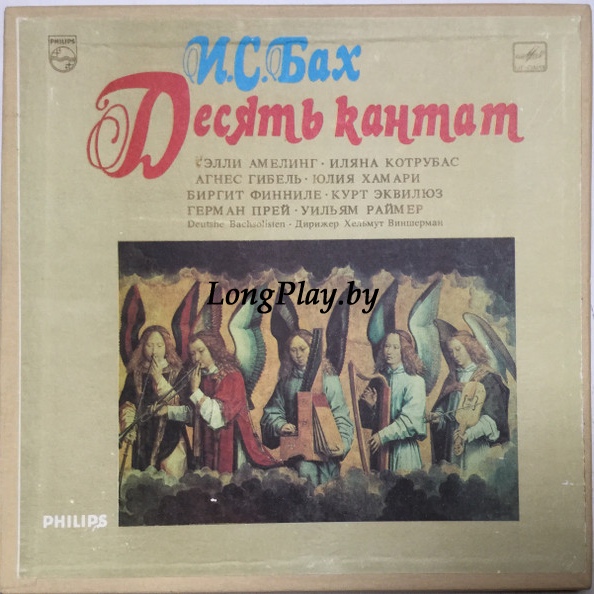 PHILIPS
И.С.Бах
Десять кантат
ЭЛЛИ АМЕЛИНГ · ИЛЯНА КОТРУБАС
АГНЕС ГИБЕЛЬ · ЮЛИЯ ХАМАРИ
БИРГИТ ФИННИЛЕ · КУРТ ЭКВИЛЮЗ
ГЕРМАН ПРЕЙ · УИЛЬЯМ РАЙМЕР
Deutsche Bachsolisten · Дирижер Хельмут Виншерман
LongPlay.by
PHILIPS